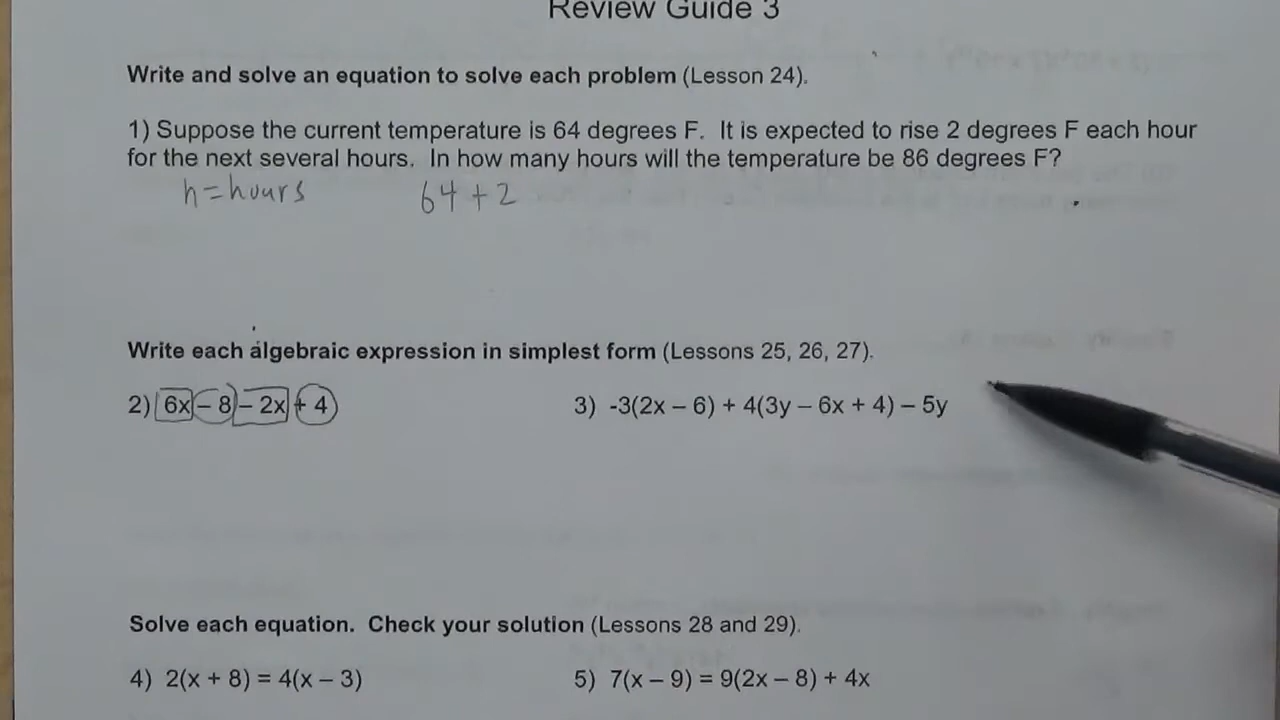 Review Guide 3
Write and solve an equation to solve each problem (Lesson 24).
1) Suppose the current temperature is 64 degrees F. It is expected to rise 2 degrees F each hour
for the next several hours. In how many hours will the temperature be 86 degrees F?
h = hours 64 + 2
Write each algebraic expression in simplest form (Lessons 25, 26, 27).
2) 6x – 8 – 2x + 4 3) -3(2x – 6) + 4(3y – 6x + 4) – 5y
Solve each equation. Check your solution (Lessons 28 and 29).
4) 2(x + 8) = 4(x – 3) 5) 7(x – 9) = 9(2x – 8) + 4x